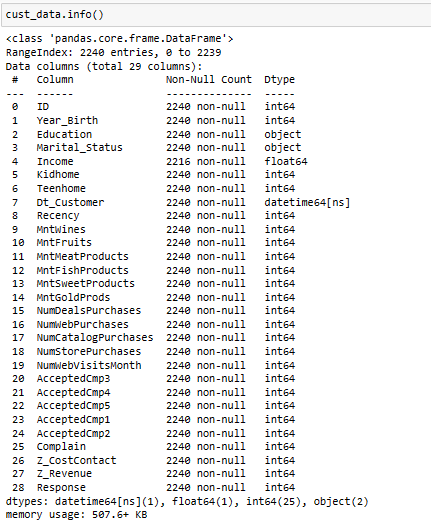 cust_data.info()
<class 'pandas.core.frame.DataFrame'>
RangeIndex: 2240 entries, 0 to 2239
Data columns (total 29 columns):
 #   Column               Non-Null Count  Dtype
---  ------               --------------  -----
 0   ID                   2240 non-null   int64
 1   Year_Birth           2240 non-null   int64
 2   Education            2240 non-null   object
 3   Marital_Status       2240 non-null   object
 4   Income               2216 non-null   float64
 5   Kidhome              2240 non-null   int64
 6   Teenhome             2240 non-null   int64
 7   Dt_Customer          2240 non-null   datetime64[ns]
 8   Recency              2240 non-null   int64
 9   MntWines             2240 non-null   int64
 10  MntFruits            2240 non-null   int64
 11  MntMeatProducts      2240 non-null   int64
 12  MntFishProducts      2240 non-null   int64
 13  MntSweetProducts     2240 non-null   int64
 14  MntGoldProds         2240 non-null   int64
 15  NumDealsPurchases    2240 non-null   int64
 16  NumWebPurchases      2240 non-null   int64
 17  NumCatalogPurchases  2240 non-null   int64
 18  NumStorePurchases    2240 non-null   int64
 19  NumWebVisitsMonth    2240 non-null   int64
 20  AcceptedCmp3         2240 non-null   int64
 21  AcceptedCmp4         2240 non-null   int64
 22  AcceptedCmp5         2240 non-null   int64
 23  AcceptedCmp1         2240 non-null   int64
 24  AcceptedCmp2         2240 non-null   int64
 25  Complain             2240 non-null   int64
 26  Z_CostContact        2240 non-null   int64
 27  Z_Revenue            2240 non-null   int64
 28  Response             2240 non-null   int64
dtypes: datetime64[ns](1), float64(1), int64(25), object(2)
memory usage: 507.6+ KB